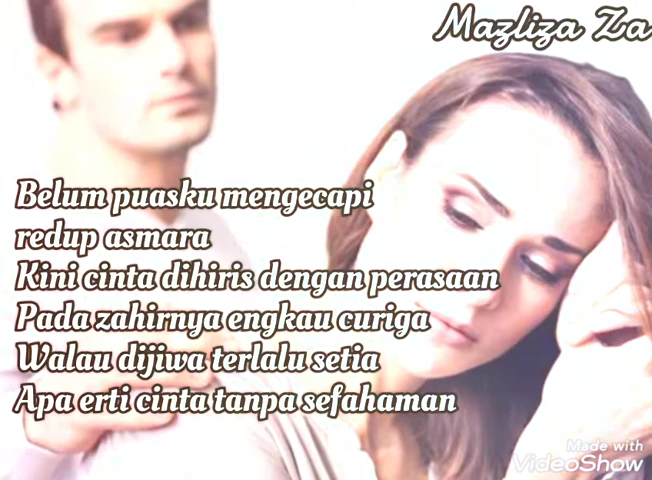 Mazliza Za
Belum puasku mengecapi
redup asmara
Kini cinta dihiris dengan perasaan
Pada zahirnya engkau curiga
Walau dijiwa terlalu setia
Apa erti cinta tanpa sefahaman
Made with
VideoShow